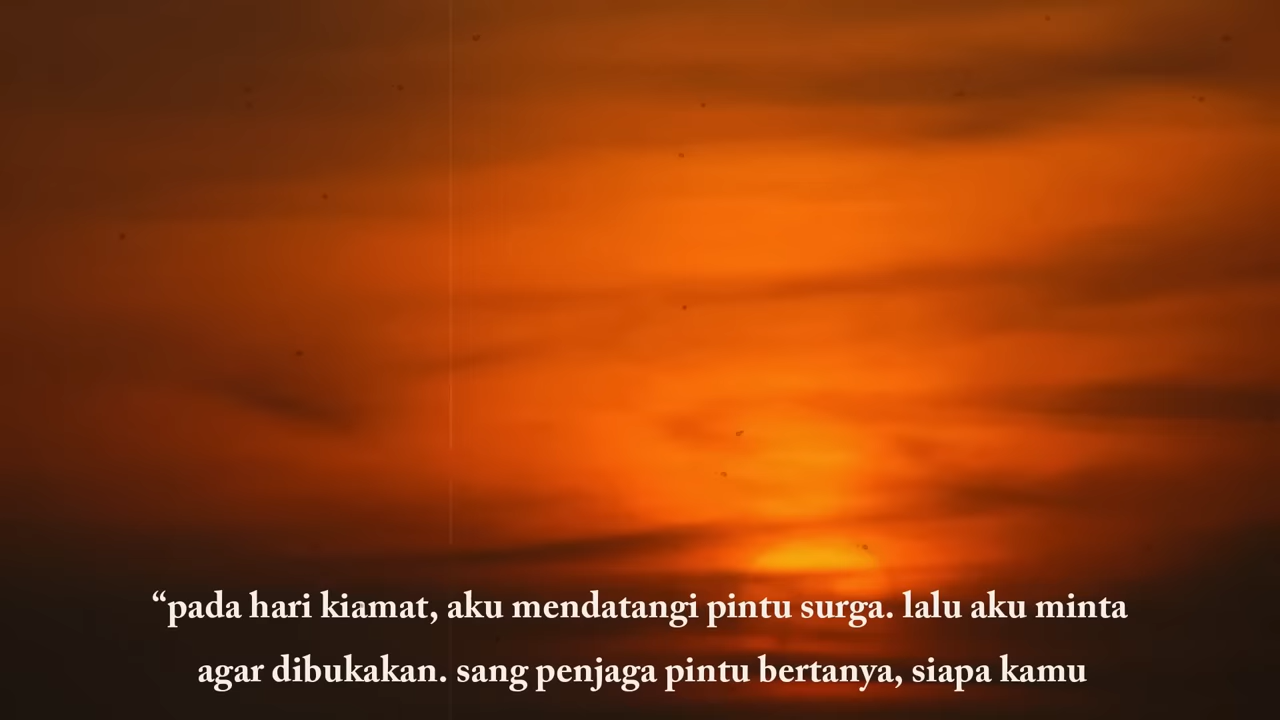 “pada hari kiamat, aku mendatangi pintu surga. lalu aku minta
agar dibukakan. sang penjaga pintu bertanya, siapa kamu